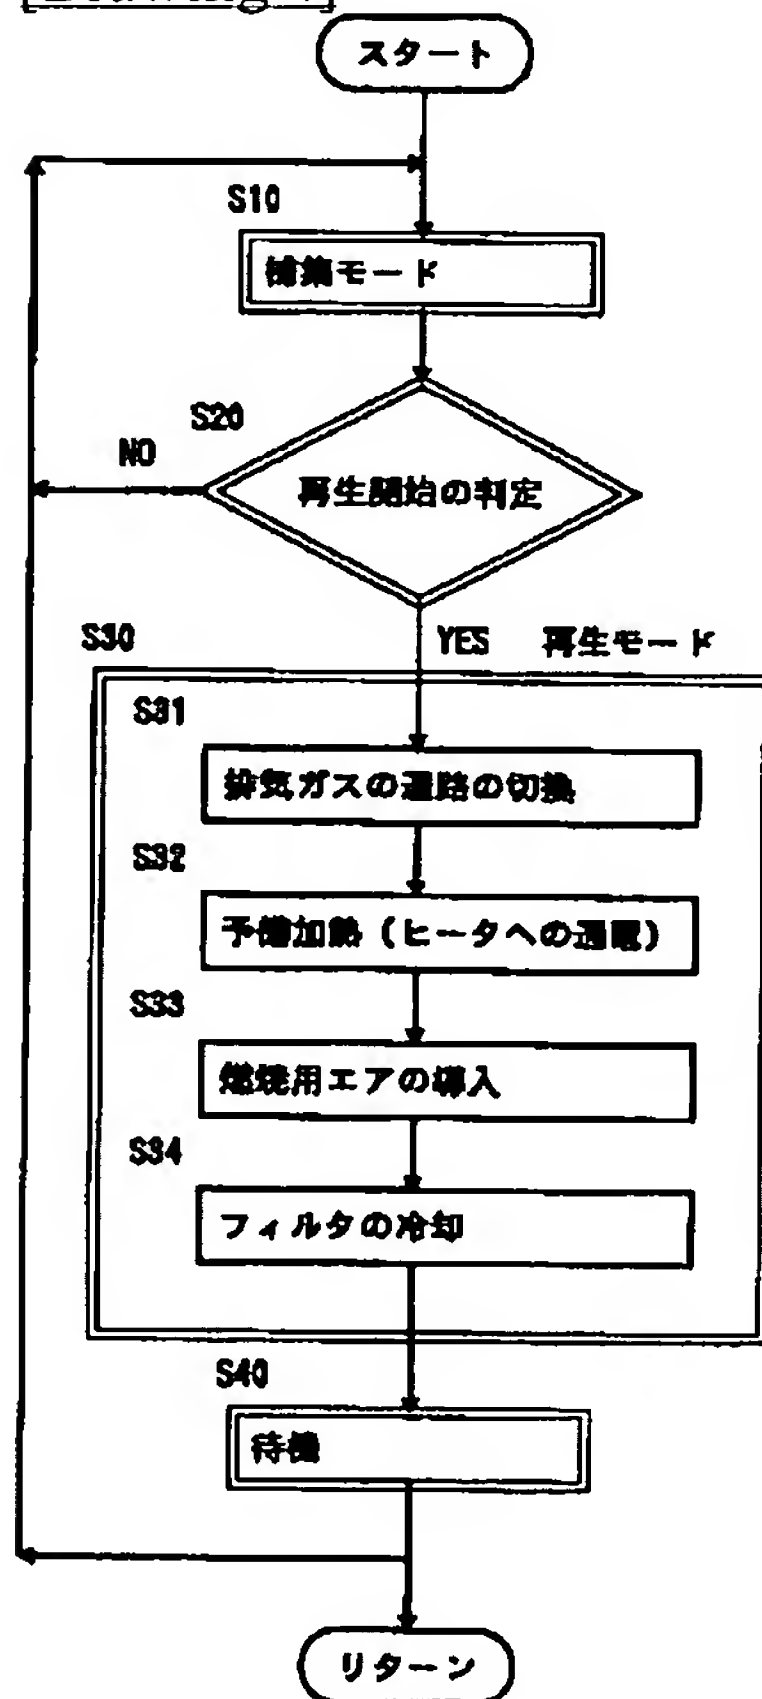 スタート
S10
捕集モード
S20
NO
再生開始の判定
S30
YES 再生モード
S31
排気ガスの通路の切換
S32
予備加熱（ヒータへの通電）
S33
燃焼用エアの導入
S34
フィルタの冷却
S40
待機
リターン